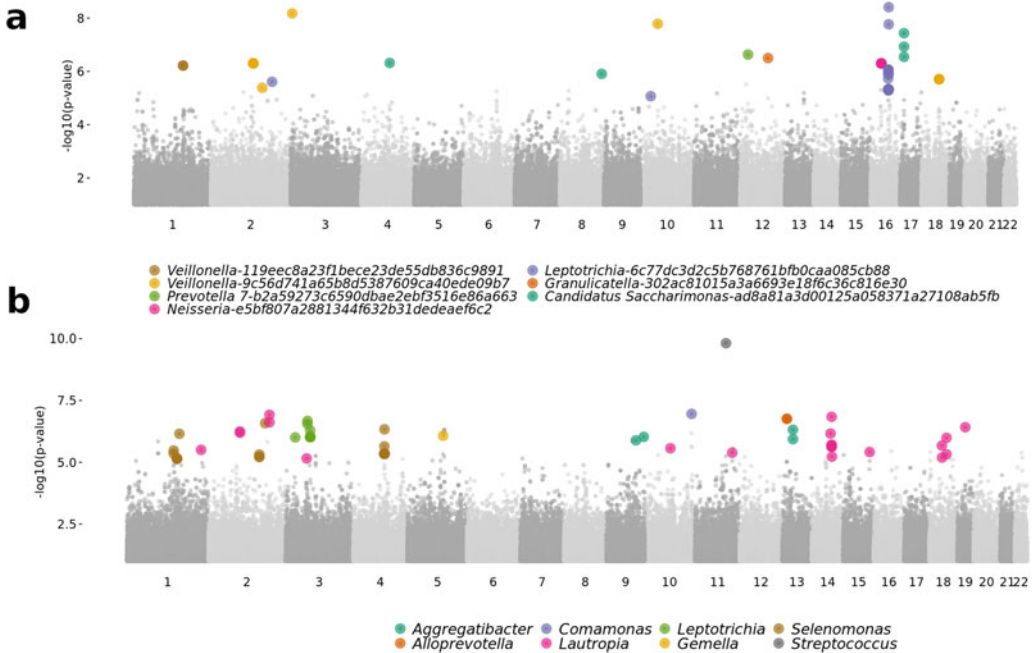 a
8
6
4
2
-log10(p-value)
1 2 3 4 5 6 7 8 9 10 11 12 13 14 15 16 17 18 19 20 2122
Veillonella-119eec8a23f1bece23de55db836c9891
Leptotrichia-6c77dc3d2c5b768761bfb0caa085cb88
Veillonella-9c56d741a65b8d5387609ca40ede09b7
Granulicatella-302ac81015a3a6693e18f6c36c816e30
Prevotella 7-b2a59273c6590dbae2ebf3516e86a663
Candidatus Saccharimonas-ad8a81a3d00125a058371a27108ab5fb
Neisseria-e5bf807a2881344f632b31dedeaef6c2
b
10.0
7.5
5.0
2.5
-log10(p-value)
1 2 3 4 5 6 7 8 9 10 11 12 13 14 15 16 17 18 19 20 2122
Aggregatibacter Comamonas Leptotrichia Selenomonas
Alloprevotella Lautropia Gemella Streptococcus